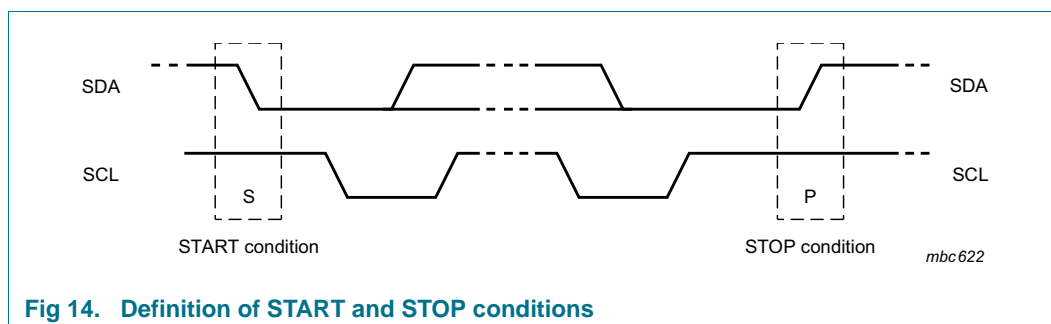 SDA SDA
SCL SCL
S P
START condition STOP condition
mbc622
Fig 14. Definition of START and STOP conditions